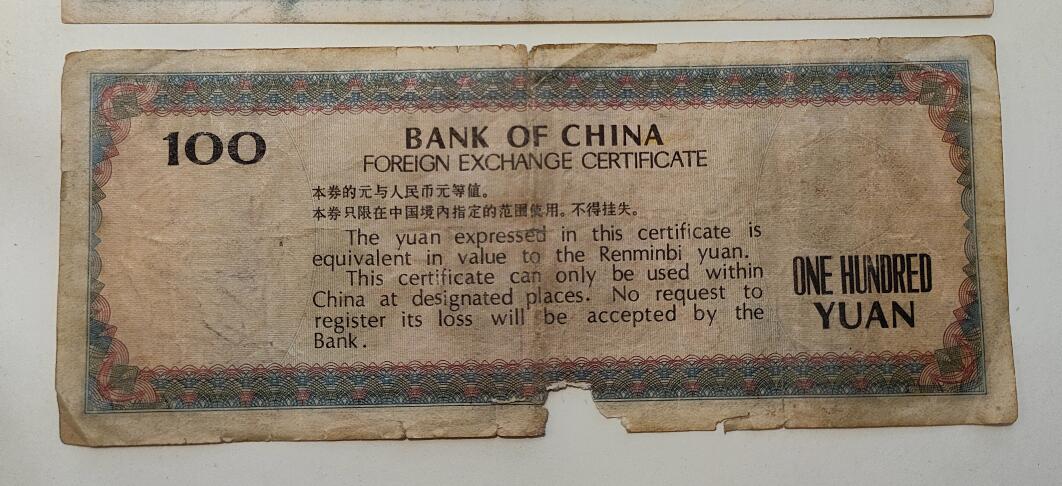 100
BANK OF CHINA
FOREIGN EXCHANGE CERTIFICATE
本券的元与人民币元等值。
本券只限在中国境内指定的范围使用。不得挂失。
The yuan expressed in this certificate is
equivalent in value to the Renminbi yuan.
This certificate can only be used within
China at designated places. No request to
register its loss will be accepted by the
Bank.
ONE HUNDRED
YUAN